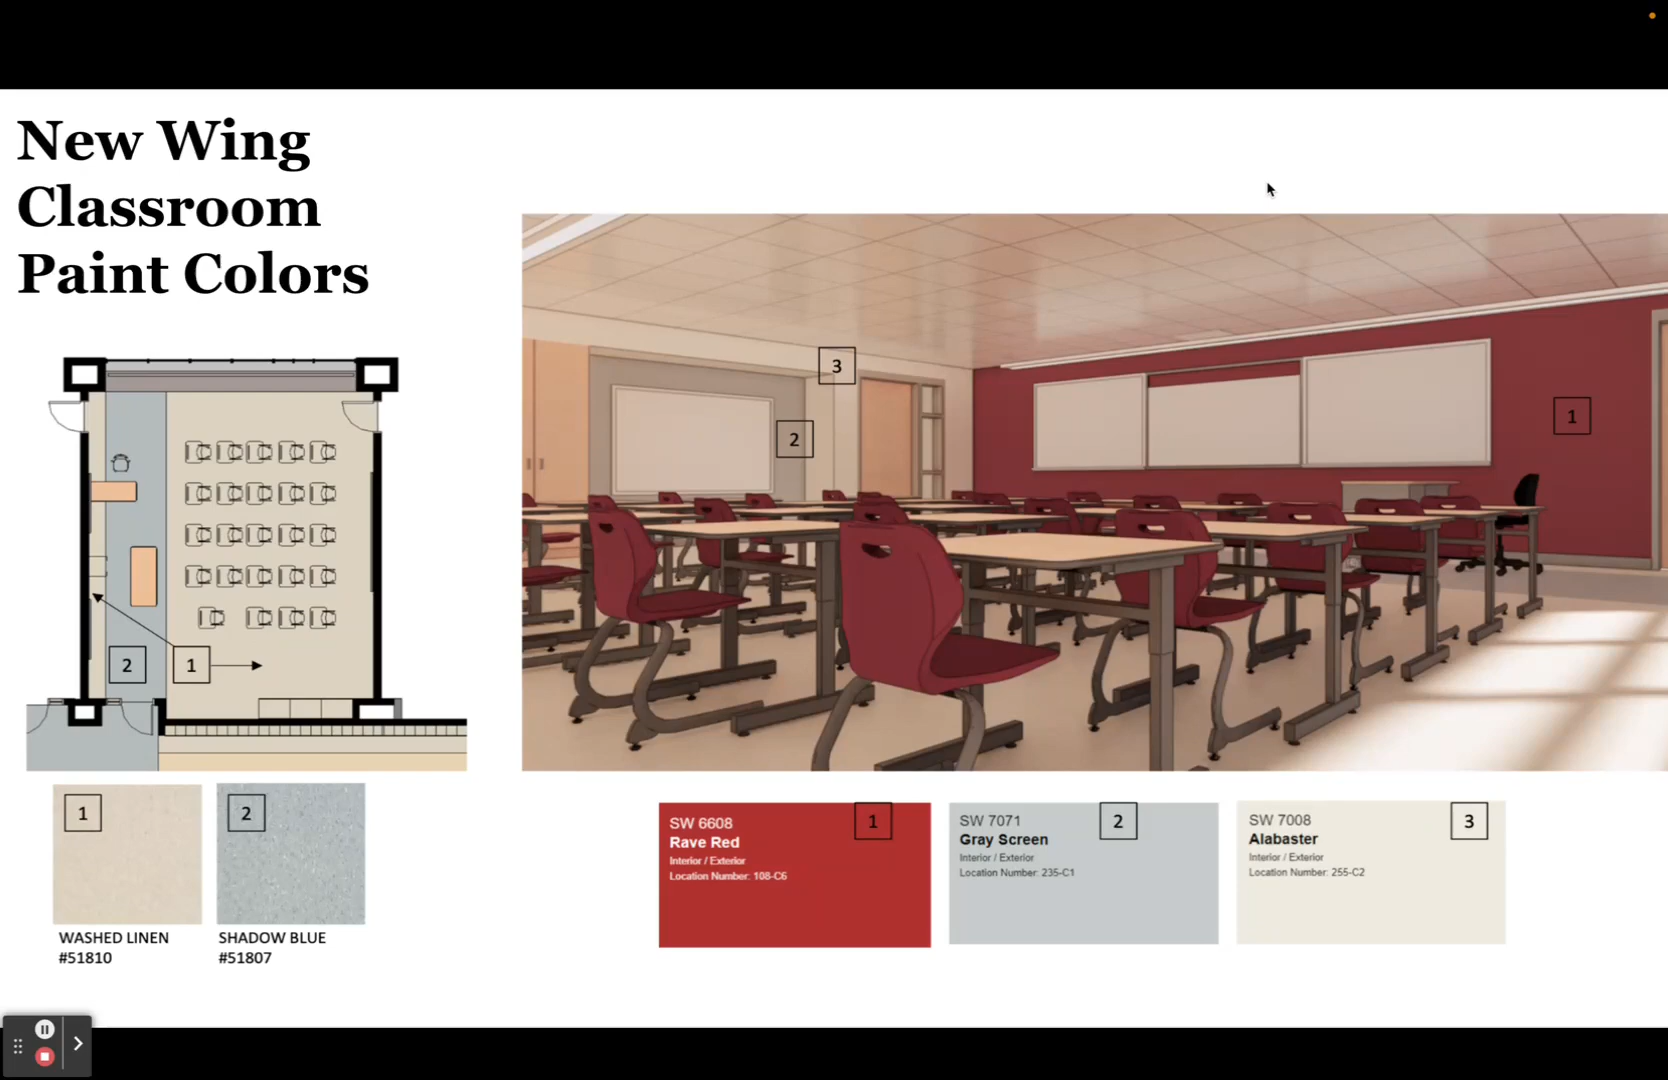 New Wing
Classroom
Paint Colors
3
2
1
2
1
1
2
WASHED LINEN
#51810
SHADOW BLUE
#51807
SW 6608
1
Rave Red
Interior / Exterior
Location Number: 108-C6
SW 7071
2
Gray Screen
Interior / Exterior
Location Number: 235-C1
SW 7008
3
Alabaster
Interior / Exterior
Location Number: 255-C2